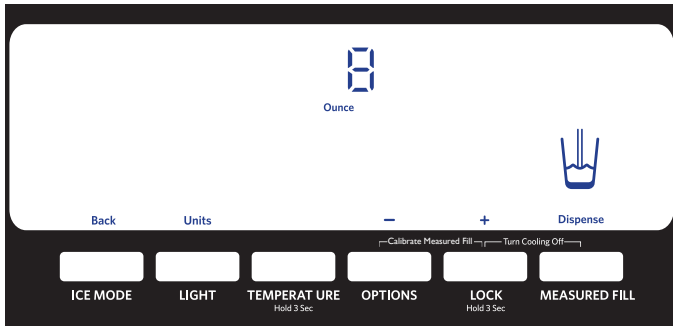 8
Ounce
Back Units − + Dispense
Calibrate Measured Fill Turn Cooling Off
ICE MODE LIGHT TEMPERAT URE OPTIONS LOCK MEASURED FILL
Hold 3 Sec Hold 3 Sec